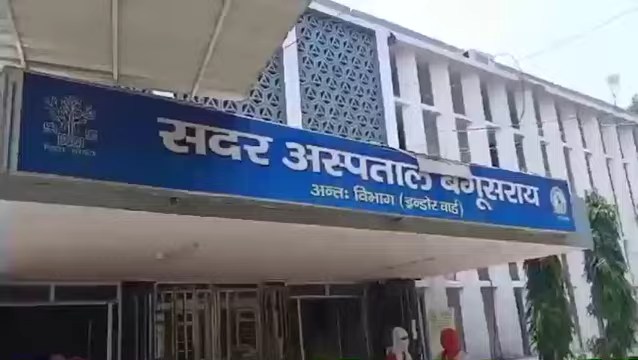 सदर अस्पताल बेगूसराय
अन्तः विभाग (इन्डोर वार्ड)